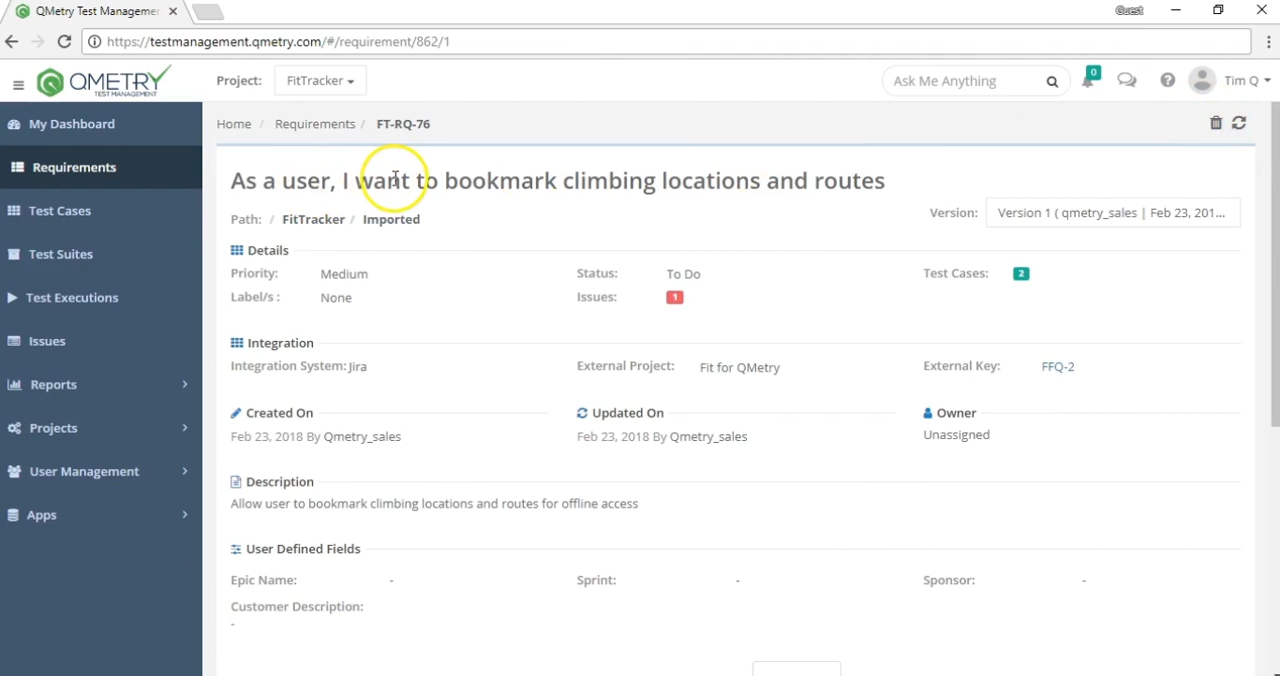 QMetry Test Managemen
Guest
https://testmanagement.qmetry.com/#/requirement/862/1
QMETRY
TEST MANAGEMENT
Project: FitTracker
Ask Me Anything
0
Tim Q
My Dashboard
Requirements
Test Cases
Test Suites
Test Executions
Issues
Reports
Projects
User Management
Apps
Home / Requirements / FT-RQ-76
As a user, I want to bookmark climbing locations and routes
Path: / FitTracker / Imported
Version: Version 1 ( qmetry_sales | Feb 23, 201...
Details
Priority: Medium Status: To Do Test Cases: 2
Label/s : None Issues: 1
Integration
Integration System: Jira External Project: Fit for QMetry External Key: FFQ-2
Created On Updated On Owner
Feb 23, 2018 By Qmetry_sales Feb 23, 2018 By Qmetry_sales Unassigned
Description
Allow user to bookmark climbing locations and routes for offline access
User Defined Fields
Epic Name: - Sprint: - Sponsor: -
Customer Description:
-